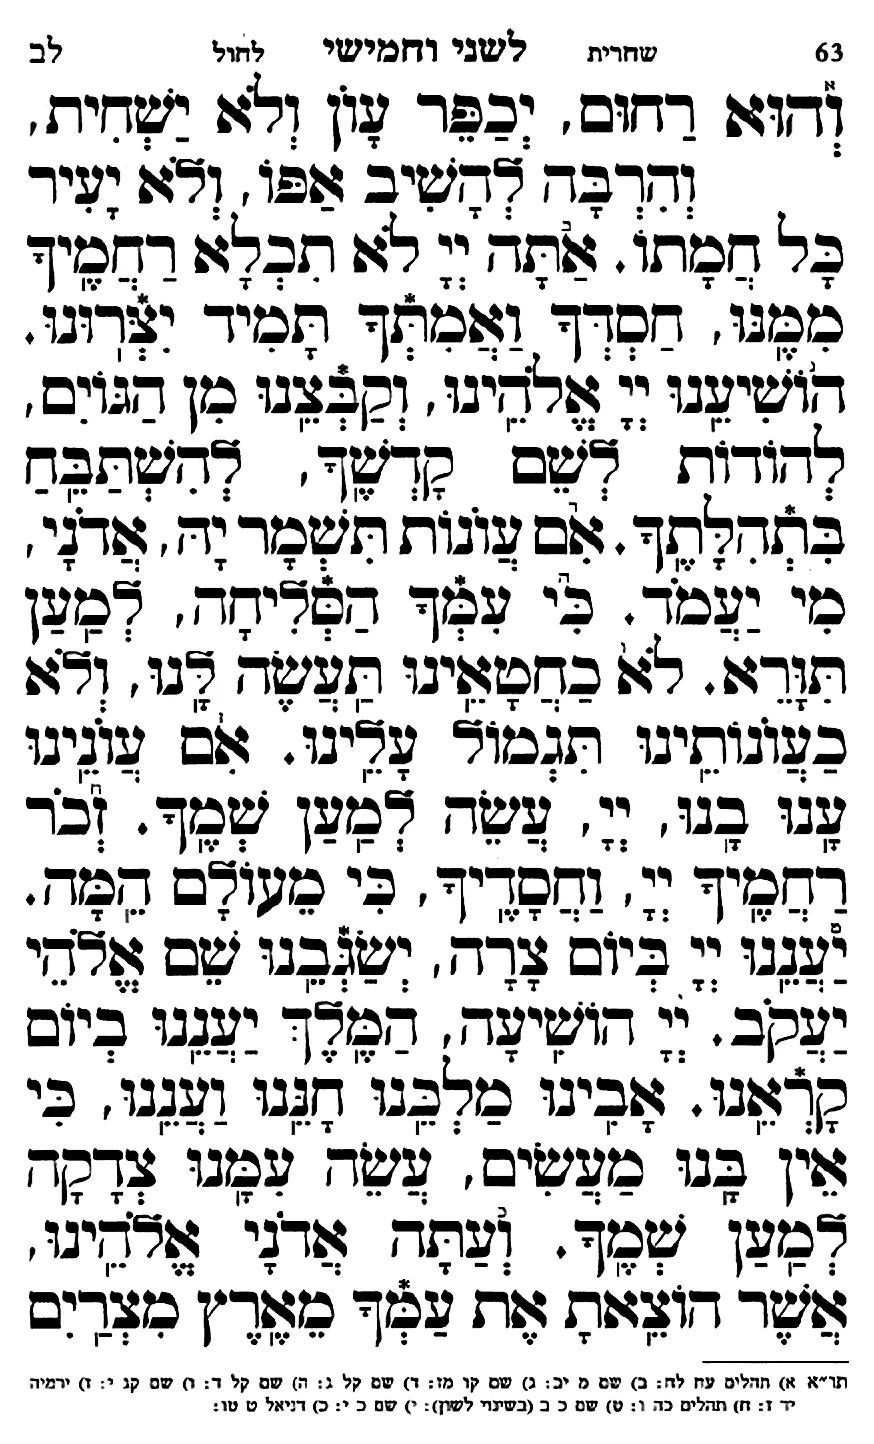 63 שחרית לשני וחמישי לחול לב
וְהוּא רַחוּם, יְכַפֵּר עָוֹן וְלֹא יַשְׁחִית,
וְהִרְבָּה לְהָשִׁיב אַפּוֹ, וְלֹא יָעִיר
כָּל חֲמָתוֹ. אַתָּה יְיָ לֹא תִכְלָא רַחֲמֶיךָ
מִמֶּנּוּ, חַסְדְּךָ וַאֲמִתְּךָ תָּמִיד יִצְּרוּנוּ.
הוֹשִׁיעֵנוּ יְיָ אֱלֹהֵינוּ, וְקַבְּצֵנוּ מִן הַגּוֹיִם,
לְהוֹדוֹת לְשֵׁם קָדְשֶׁךָ, לְהִשְׁתַּבֵּחַ
בִּתְהִלָּתֶךָ. אִם עֲוֹנוֹת תִּשְׁמָר יָהּ, אֲדֹנָי,
מִי יַעֲמֹד. כִּי עִמְּךָ הַסְּלִיחָה, לְמַעַן
תִּוָּרֵא. לֹא כַחֲטָאֵינוּ תַּעֲשֶׂה לָּנוּ, וְלֹא
כַעֲוֹנוֹתֵינוּ תִּגְמוֹל עָלֵינוּ. אִם עֲוֹנֵינוּ
עָנוּ בָנוּ, יְיָ, עֲשֵׂה לְמַעַן שְׁמֶךָ. זְכֹר
רַחֲמֶיךָ יְיָ, וַחֲסָדֶיךָ, כִּי מֵעוֹלָם הֵמָּה.
יַעֲנֵנוּ יְיָ בְּיוֹם צָרָה, יְשַׂגְּבֵנוּ שֵׁם אֱלֹהֵי
יַעֲקֹב. יְיָ הוֹשִׁיעָה, הַמֶּלֶךְ יַעֲנֵנוּ בְיוֹם
קָרְאֵנוּ. אָבִינוּ מַלְכֵּנוּ חָנֵּנוּ וַעֲנֵנוּ, כִּי
אֵין בָּנוּ מַעֲשִׂים, עֲשֵׂה עִמָּנוּ צְדָקָה
לְמַעַן שְׁמֶךָ. וְעַתָּה אֲדֹנָי אֱלֹהֵינוּ,
אֲשֶׁר הוֹצֵאתָ אֶת עַמְּךָ מֵאֶרֶץ מִצְרַיִם
תו״א א) תהלים עח לח: ב) שם מ יב: ג) שם קו מז: ד) שם קל ג: ה) שם קל ד: ו) שם קג י: ז) ירמיה
יד ז: ח) תהלים כה ו: ט) שם כ ב (בשינוי לשון): י) שם כ י: כ) דניאל ט טו: